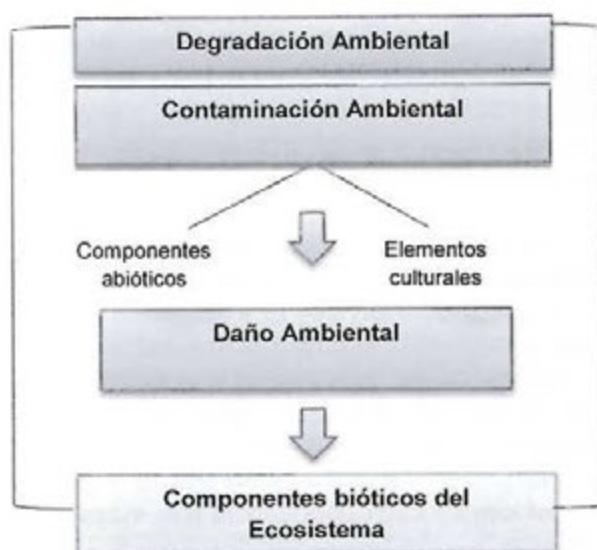 Degradación Ambiental
Contaminación Ambiental
Componentes
abióticos
Elementos
culturales
Daño Ambiental
Componentes bióticos del
Ecosistema